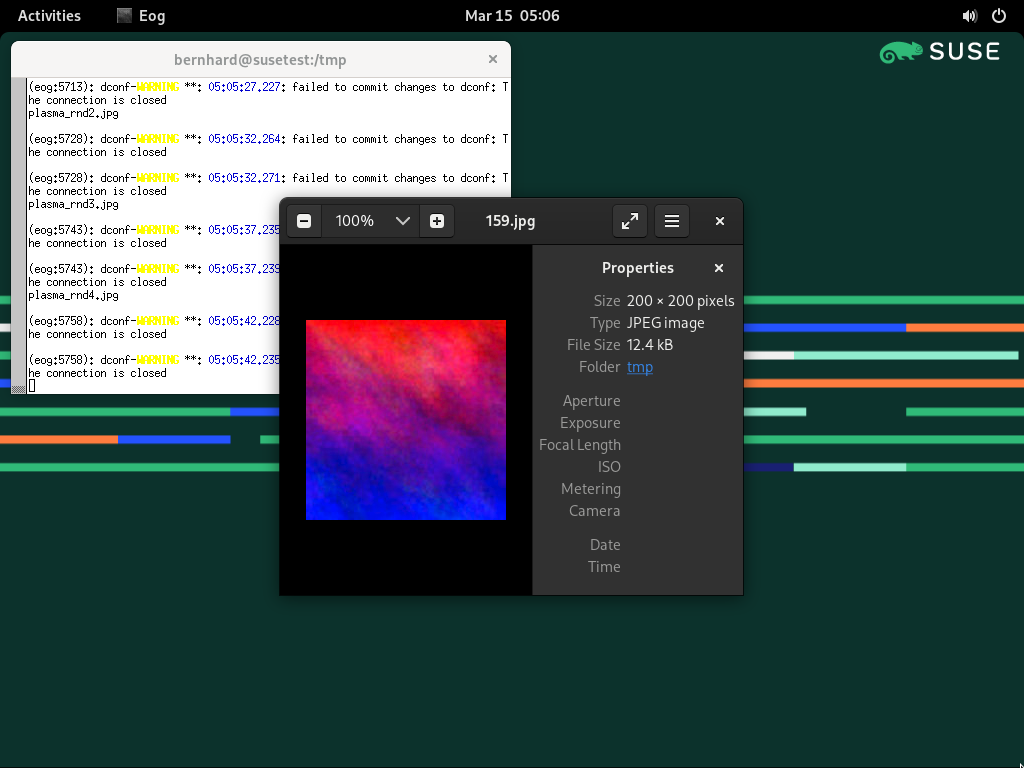 Activities
Eog
Mar 15 05:06
SUSE
bernhard@susetest:/tmp
(eog:5713): dconf-WARNING **: 05:05:27.227: failed to commit changes to dconf: T
he connection is closed
plasma_rnd2.jpg
(eog:5728): dconf-WARNING **: 05:05:32.264: failed to commit changes to dconf: T
he connection is closed
(eog:5728): dconf-WARNING **: 05:05:32.271: failed to commit changes to dconf: T
he connection is closed
plasma_rnd3.jpg
(eog:5743): dconf-WARNING **: 05:05:37.235
he connection is closed
(eog:5743): dconf-WARNING **: 05:05:37.239
he connection is closed
plasma_rnd4.jpg
(eog:5758): dconf-WARNING **: 05:05:42.228
he connection is closed
(eog:5758): dconf-WARNING **: 05:05:42.235
he connection is closed
100%
159.jpg
Properties
Size 200 × 200 pixels
Type JPEG image
File Size 12.4 kB
Folder tmp
Aperture
Exposure
Focal Length
ISO
Metering
Camera
Date
Time